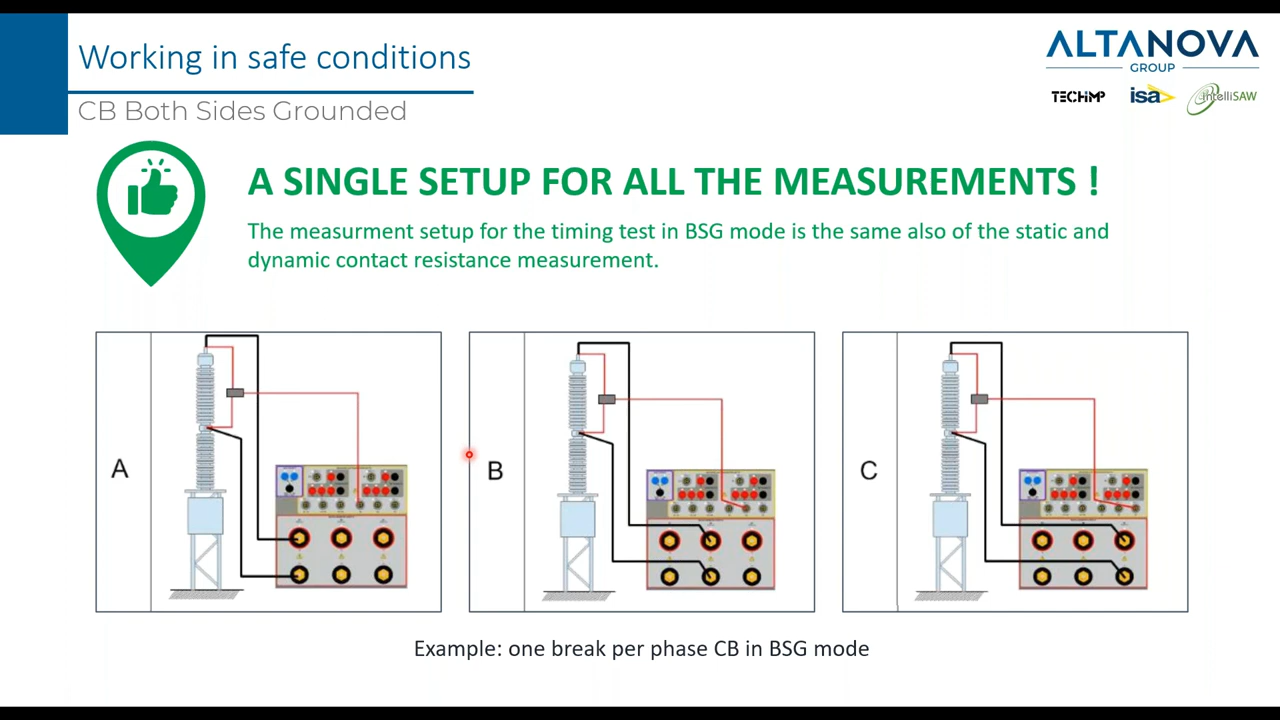 Working in safe conditions
CB Both Sides Grounded
ALTANOVA
GROUP
TECHIMP
isa
intelliSAW
A SINGLE SETUP FOR ALL THE MEASUREMENTS !
The measurment setup for the timing test in BSG mode is the same also of the static and
dynamic contact resistance measurement.
A
B
C
Example: one break per phase CB in BSG mode